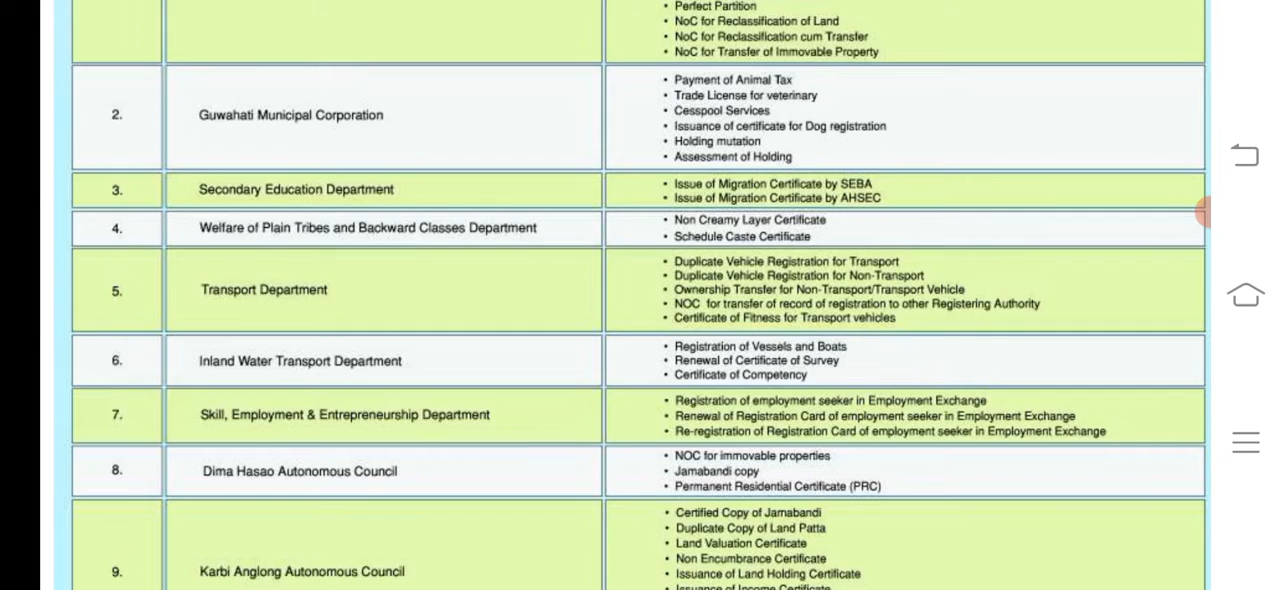 • Perfect Partition
• NoC for Reclassification of Land
• NoC for Reclassification cum Transfer
• NoC for Transfer of Immovable Property
2.
Guwahati Municipal Corporation
• Payment of Animal Tax
• Trade License for veterinary
• Cesspool Services
• Issuance of certificate for Dog registration
• Holding mutation
• Assessment of Holding
3.
Secondary Education Department
• Issue of Migration Certificate by SEBA
• Issue of Migration Certificate by AHSEC
4.
Welfare of Plain Tribes and Backward Classes Department
• Non Creamy Layer Certificate
• Schedule Caste Certificate
5.
Transport Department
• Duplicate Vehicle Registration for Transport
• Duplicate Vehicle Registration for Non-Transport
• Ownership Transfer for Non-Transport/Transport Vehicle
• NOC for transfer of record of registration to other Registering Authority
• Certificate of Fitness for Transport vehicles
6.
Inland Water Transport Department
• Registration of Vessels and Boats
• Renewal of Certificate of Survey
• Certificate of Competency
7.
Skill, Employment & Entrepreneurship Department
• Registration of employment seeker in Employment Exchange
• Renewal of Registration Card of employment seeker in Employment Exchange
• Re-registration of Registration Card of employment seeker in Employment Exchange
8.
Dima Hasao Autonomous Council
• NOC for immovable properties
• Jamabandi copy
• Permanent Residential Certificate (PRC)
9.
Karbi Anglong Autonomous Council
• Certified Copy of Jamabandi
• Duplicate Copy of Land Patta
• Land Valuation Certificate
• Non Encumbrance Certificate
• Issuance of Land Holding Certificate
• Issuance of Income Certificate